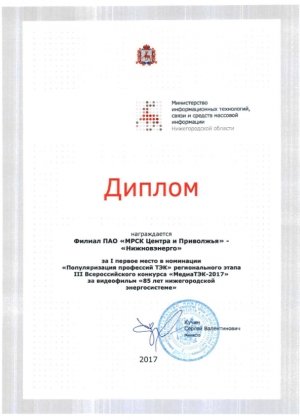 Министерство
информационных технологий,
связи и средств массовой
информации
Нижегородской области
Диплом
награждается
Филиал ПАО «МРСК Центра и Приволжья» -
«Нижновэнерго»
за I первое место в номинации
«Популяризация профессий ТЭК» регионального этапа
III Всероссийского конкурса «МедиаТЭК-2017»
за видеофильм «85 лет нижегородской
энергосистеме»
Кучин
Сергей Валентинович
2017